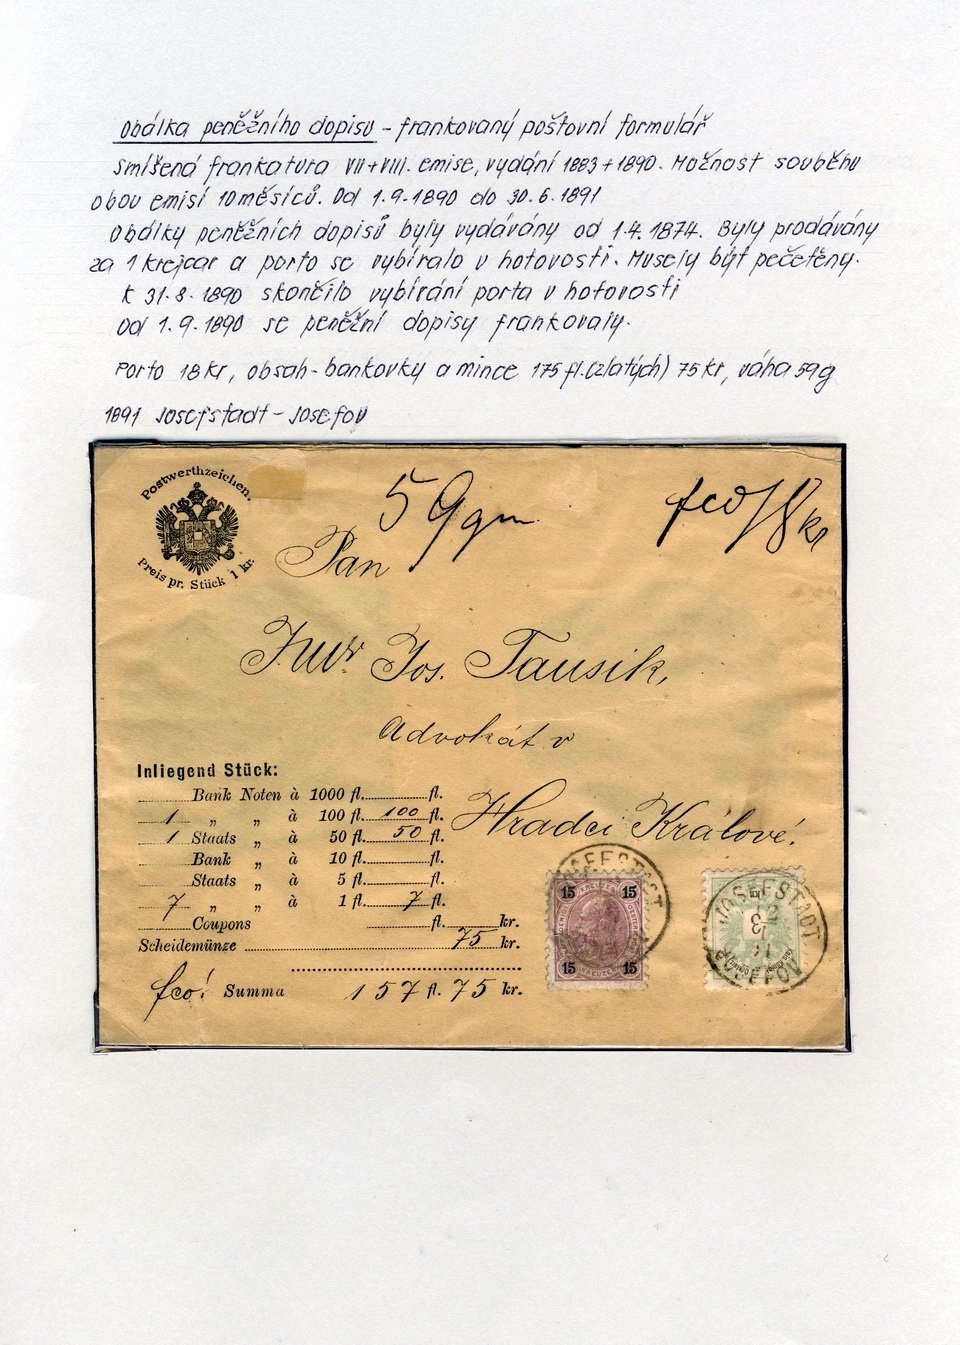 Obálka peněžního dopisu - frankovaný poštovní formulář
Smíšená frankatura VII+VIII. emise, vydání 1883+1890. Možnost souběhu
obou emisí 10 měsíců. Od 1.9.1890 do 30.6.1891
Obálky peněžních dopisů byly vydávány od 1.4.1874. Byly prodávány
za 1 krejcar a porto se vybíralo v hotovosti. Musely být pečetěny.
K 31.8.1890 skončilo vybírání porta v hotovosti
Od 1.9.1890 se peněžní dopisy frankovaly.
Porto 18 kr, obsah - bankovky a mince 175 fl. (zlatých) 75 kr, váha 59g
1891 Josefstadt - Josefov
Postwerthzeichen.
Preis pr. Stück 1 kr.
59 gm
fco 18 kr
Pan
JUDr. Jos. Tausik,
Advokát v
Hradci Králové.
Inliegend Stück:
Bank Noten à 1000 fl. fl.
1 „ „ à 100 fl. 100 fl.
1 Staats „ à 50 fl. 50 fl.
Bank „ à 10 fl. fl.
Staats „ à 5 fl. fl.
7 „ „ à 1 fl. 7 fl.
Coupons fl. kr.
Scheidemünze 75 kr.
fco! Summa 157 fl. 75 kr.
15 15
15 KREUZER 15
JOSEFSTADT
JOSEFSTADT
JOSEFOV